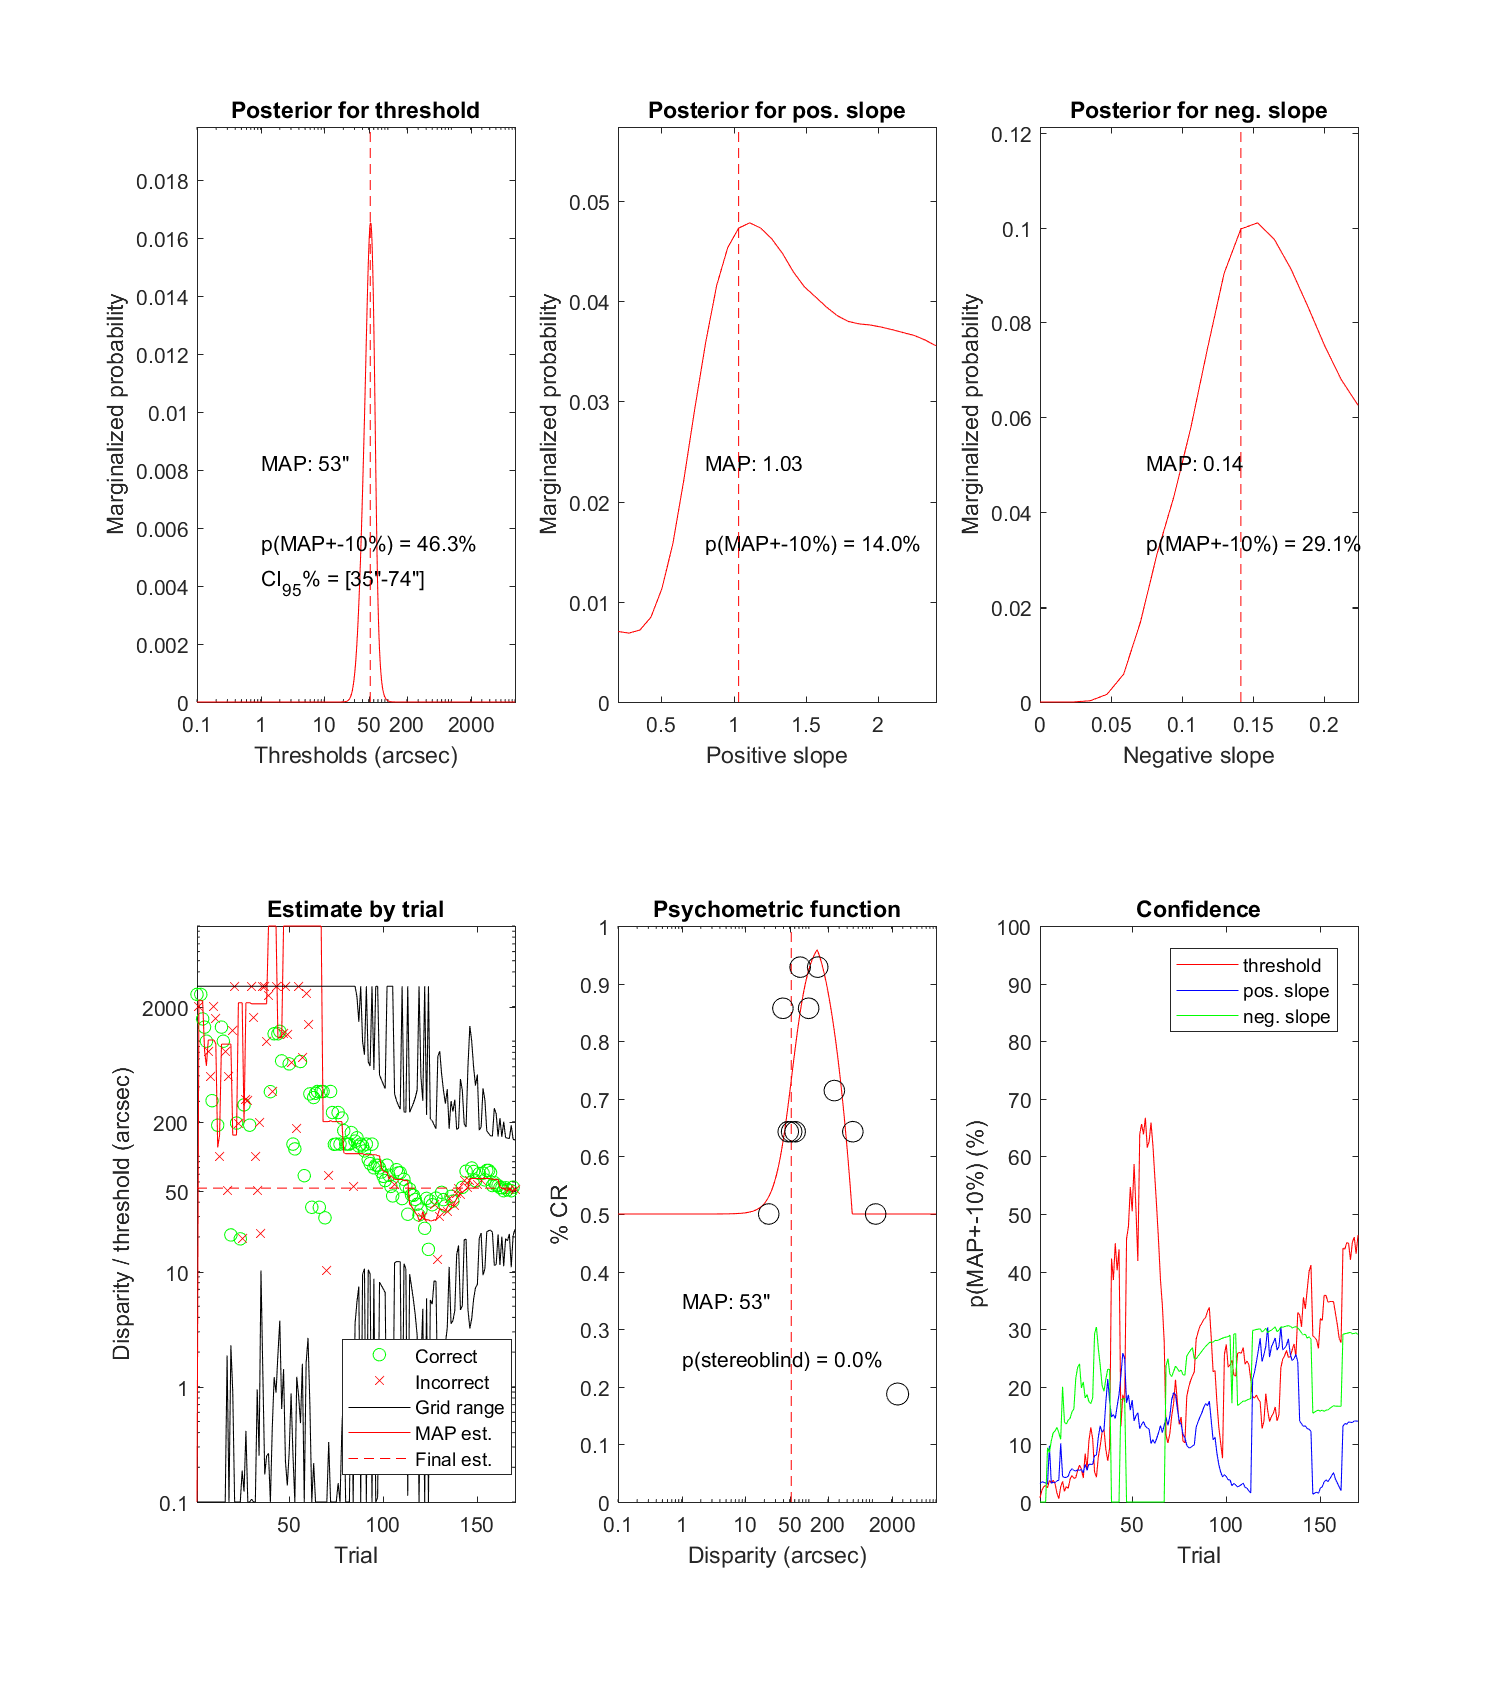 Posterior for threshold
0.018
0.016
0.014
0.012
0.01
0.008
0.006
0.004
0.002
0
Marginalized probability
MAP: 53"
p(MAP+-10%) = 46.3%
CI95% = [35"-74"]
0.1 1 10 50 200 2000
Thresholds (arcsec)
Posterior for pos. slope
0.05
0.04
0.03
0.02
0.01
0
Marginalized probability
MAP: 1.03
p(MAP+-10%) = 14.0%
0.5 1 1.5 2
Positive slope
Posterior for neg. slope
0.12
0.1
0.08
0.06
0.04
0.02
0
Marginalized probability
MAP: 0.14
p(MAP+-10%) = 29.1%
0 0.05 0.1 0.15 0.2
Negative slope
Estimate by trial
2000
200
50
10
1
0.1
Disparity / threshold (arcsec)
Correct
Incorrect
Grid range
MAP est.
Final est.
50 100 150
Trial
Psychometric function
1
0.9
0.8
0.7
0.6
0.5
0.4
0.3
0.2
0.1
0
% CR
MAP: 53"
p(stereoblind) = 0.0%
0.1 1 10 50 200 2000
Disparity (arcsec)
Confidence
100
90
80
70
60
50
40
30
20
10
0
p(MAP+-10%) (%)
threshold
pos. slope
neg. slope
50 100 150
Trial